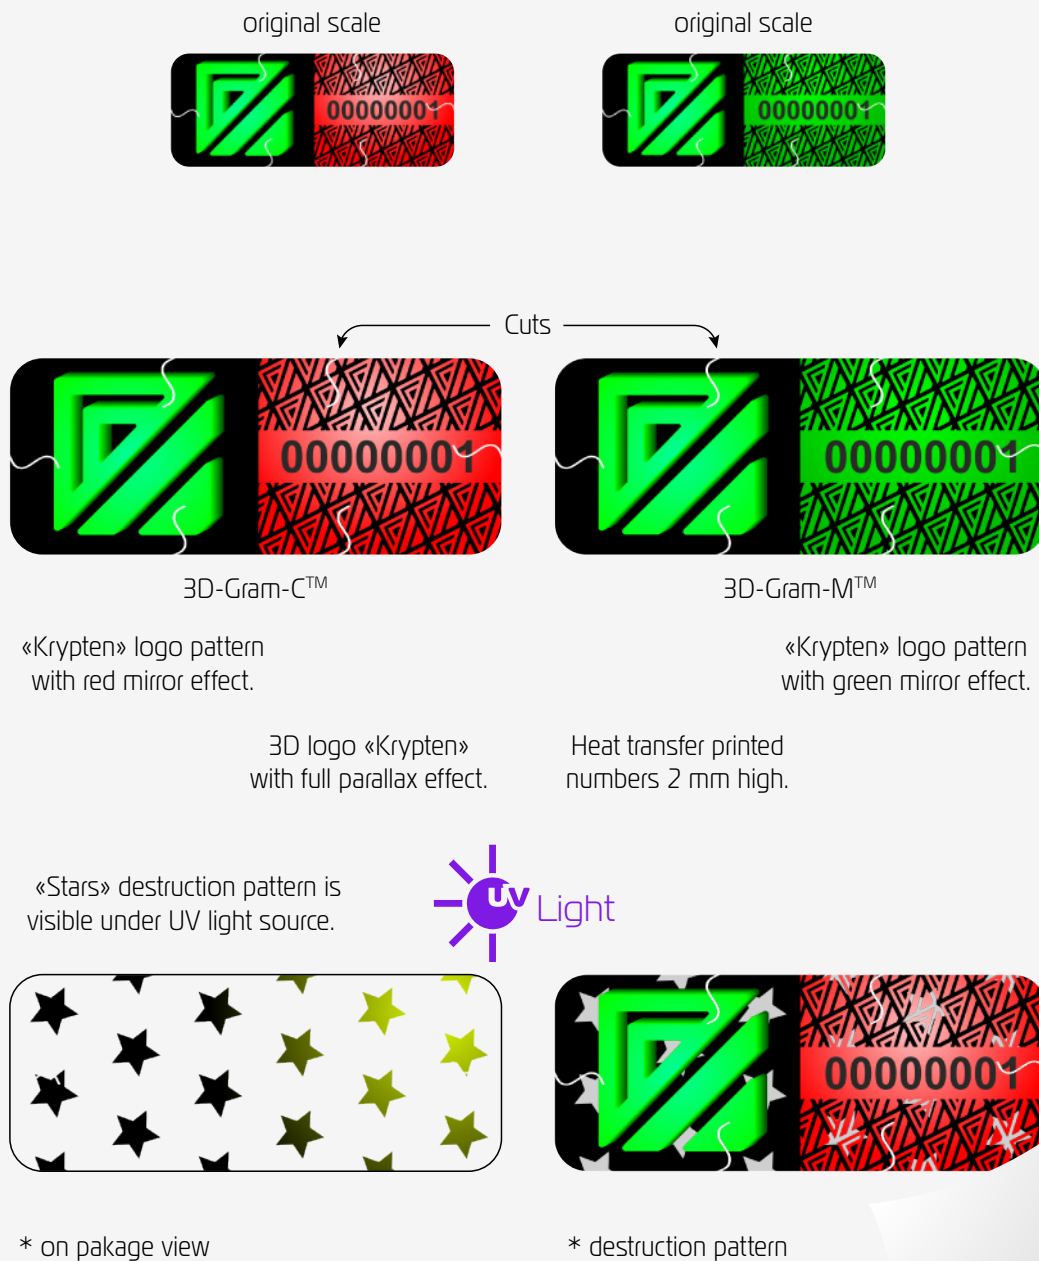 original scale
original scale
00000001
00000001
Cuts
00000001
00000001
3D-Gram-C™
3D-Gram-M™
«Krypten» logo pattern
with red mirror effect.
«Krypten» logo pattern
with green mirror effect.
3D logo «Krypten»
with full parallax effect.
Heat transfer printed
numbers 2 mm high.
«Stars» destruction pattern is
visible under UV light source.
UV Light
00000001
* on pakage view
* destruction pattern